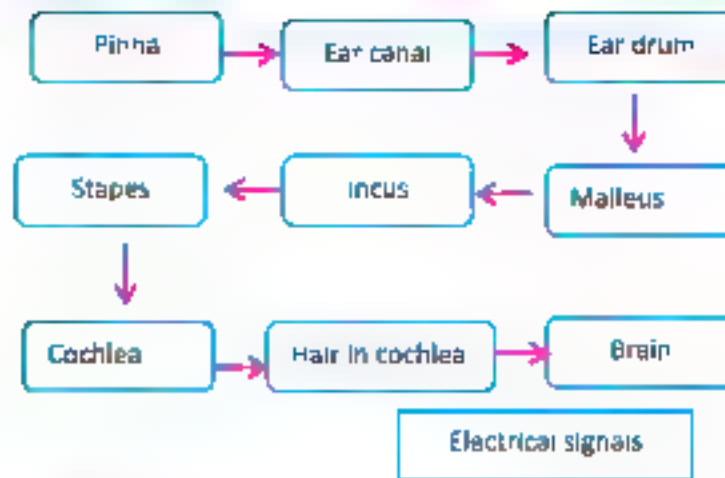 Pinna
Ear canal
Ear drum
Stapes
Incus
Malleus
Cochlea
Hair in cochlea
Brain
Electrical signals